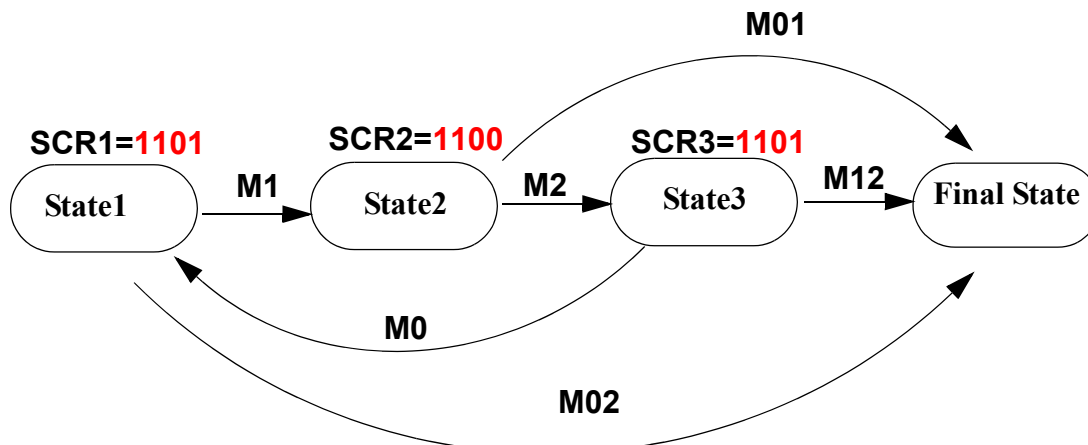 M01
SCR1=1101
SCR2=1100
SCR3=1101
State1
M1
State2
M2
State3
M12
Final State
M0
M02